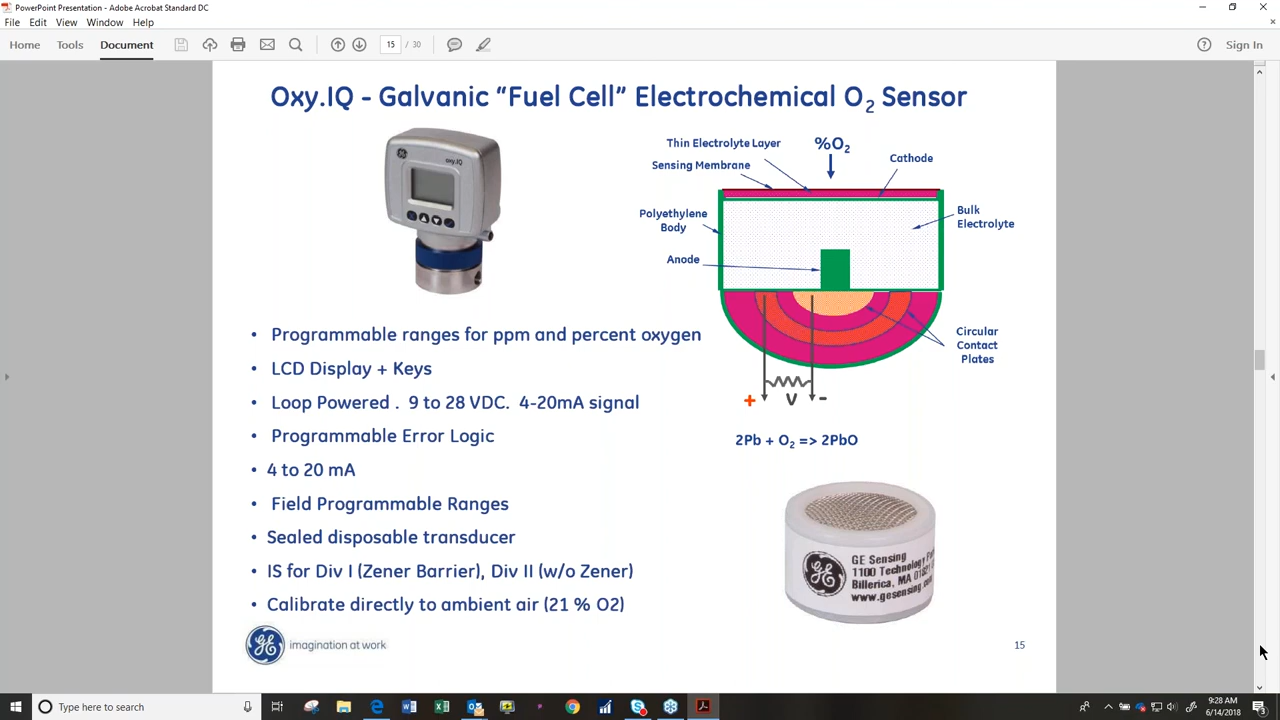 PowerPoint Presentation - Adobe Acrobat Standard DC
File Edit View Window Help
Home Tools Document
15 / 30
Sign In
Oxy.IQ - Galvanic “Fuel Cell” Electrochemical O₂ Sensor
oxy.IQ
Thin Electrolyte Layer
%O₂
Sensing Membrane
Cathode
Polyethylene
Body
Bulk
Electrolyte
Anode
Circular
Contact
Plates
+ V -
2Pb + O₂ => 2PbO
• Programmable ranges for ppm and percent oxygen
• LCD Display + Keys
• Loop Powered . 9 to 28 VDC. 4-20mA signal
• Programmable Error Logic
• 4 to 20 mA
• Field Programmable Ranges
• Sealed disposable transducer
• IS for Div I (Zener Barrier), Div II (w/o Zener)
• Calibrate directly to ambient air (21 % O2)
GE Sensing
1100 Technology
Billerica, MA
www.gesensing
GE imagination at work
15
Type here to search
9:28 AM
6/14/2018